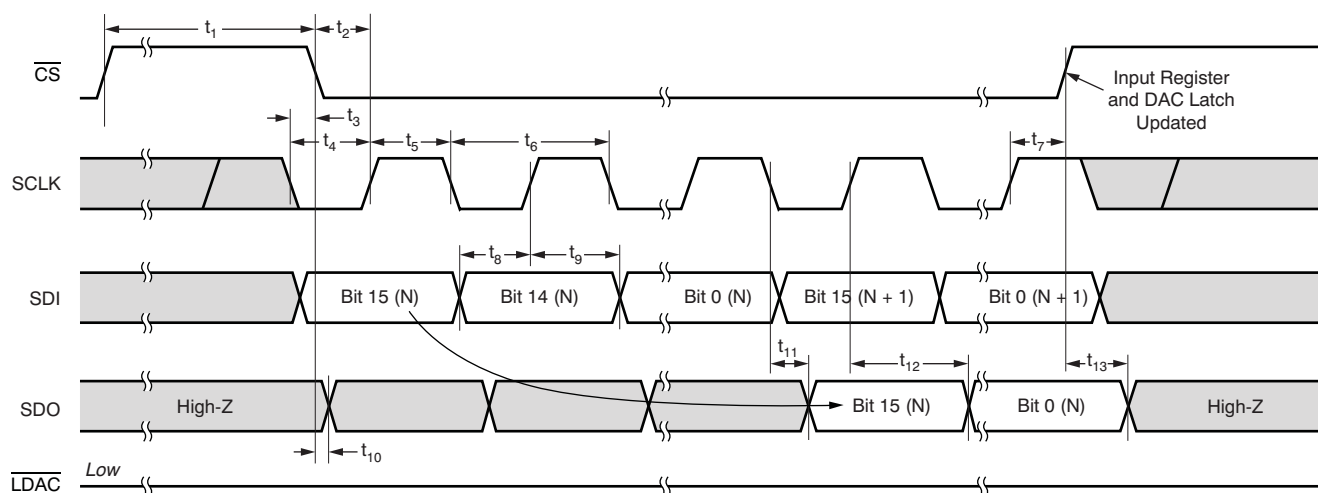 t1 t2
CS
Input Register
and DAC Latch
Updated
t3
t4 t5 t6 t7
SCLK
t8 t9
SDI Bit 15 (N) Bit 14 (N) Bit 0 (N) Bit 15 (N + 1) Bit 0 (N + 1)
t11 t12 t13
SDO High-Z Bit 15 (N) Bit 0 (N) High-Z
t10
Low
LDAC